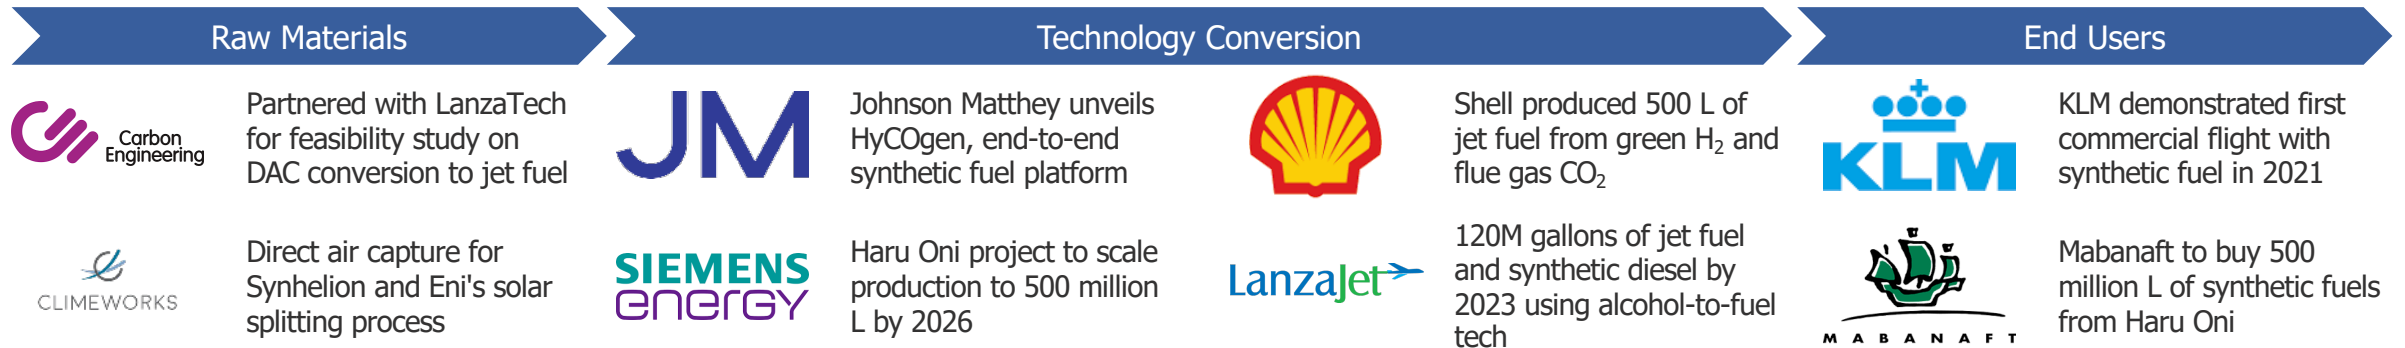 Raw Materials
Technology Conversion
End Users
Carbon
Engineering
Partnered with LanzaTech
for feasibility study on
DAC conversion to jet fuel
JM
Johnson Matthey unveils
HyCOgen, end-to-end
synthetic fuel platform
Shell produced 500 L of
jet fuel from green H₂ and
flue gas CO₂
KLM
KLM demonstrated first
commercial flight with
synthetic fuel in 2021
CLIMEWORKS
Direct air capture for
Synhelion and Eni's solar
splitting process
SIEMENS
energy
Haru Oni project to scale
production to 500 million
L by 2026
LanzaJet
120M gallons of jet fuel
and synthetic diesel by
2023 using alcohol-to-fuel
tech
MABANAFT
Mabanaft to buy 500
million L of synthetic fuels
from Haru Oni